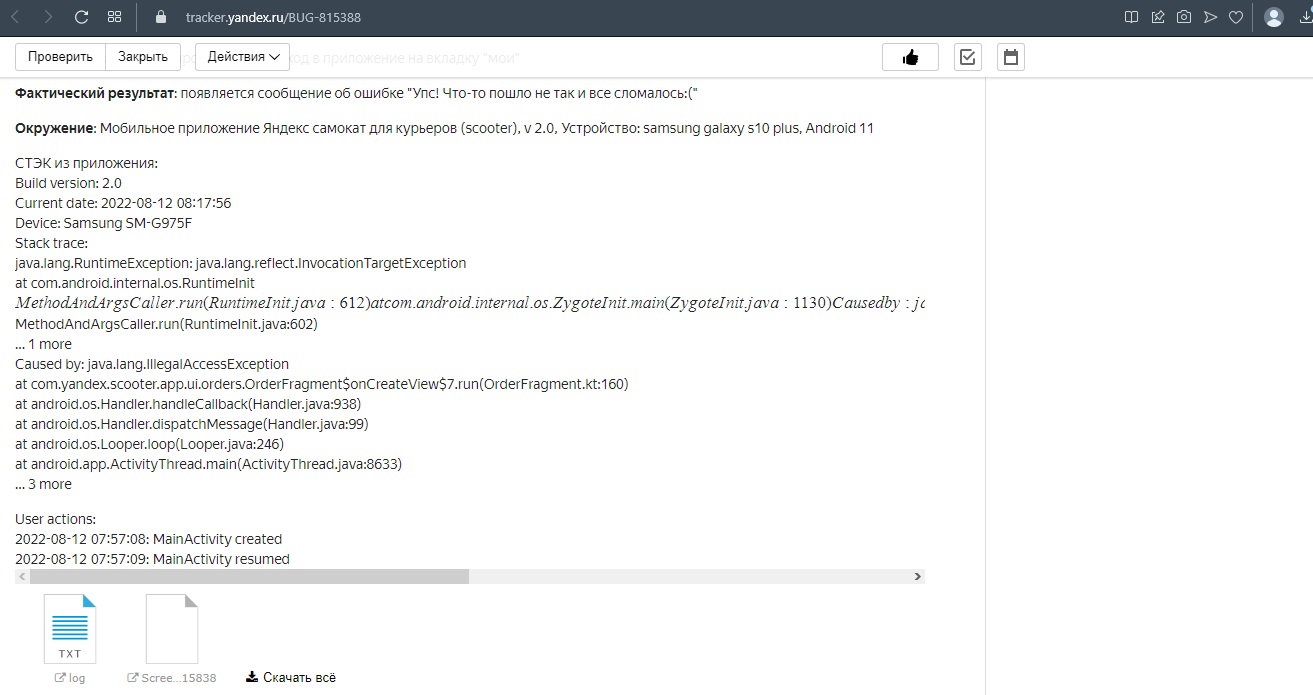 tracker.yandex.ru/BUG-815388
Проверить Закрыть Действия ход в приложение на вкладку "мои"
Фактический результат: появляется сообщение об ошибке "Упс! Что-то пошло не так и все сломалось:("
Окружение: Мобильное приложение Яндекс самокат для курьеров (scooter), v 2.0, Устройство: samsung galaxy s10 plus, Android 11
СТЭК из приложения:
Build version: 2.0
Current date: 2022-08-12 08:17:56
Device: Samsung SM-G975F
Stack trace:
java.lang.RuntimeException: java.lang.reflect.InvocationTargetException
at com.android.internal.os.RuntimeInit
MethodAndArgsCaller.run(RuntimeInit.java : 612)atcom.android.internal.os.ZygoteInit.main(ZygoteInit.java : 1130)Causedby :
MethodAndArgsCaller.run(RuntimeInit.java:602)
... 1 more
Caused by: java.lang.IllegalAccessException
at com.yandex.scooter.app.ui.orders.OrderFragment$onCreateView$7.run(OrderFragment.kt:160)
at android.os.Handler.handleCallback(Handler.java:938)
at android.os.Handler.dispatchMessage(Handler.java:99)
at android.os.Looper.loop(Looper.java:246)
at android.app.ActivityThread.main(ActivityThread.java:8633)
... 3 more
User actions:
2022-08-12 07:57:08: MainActivity created
2022-08-12 07:57:09: MainActivity resumed
TXT
log Scree...15838 Скачать всё